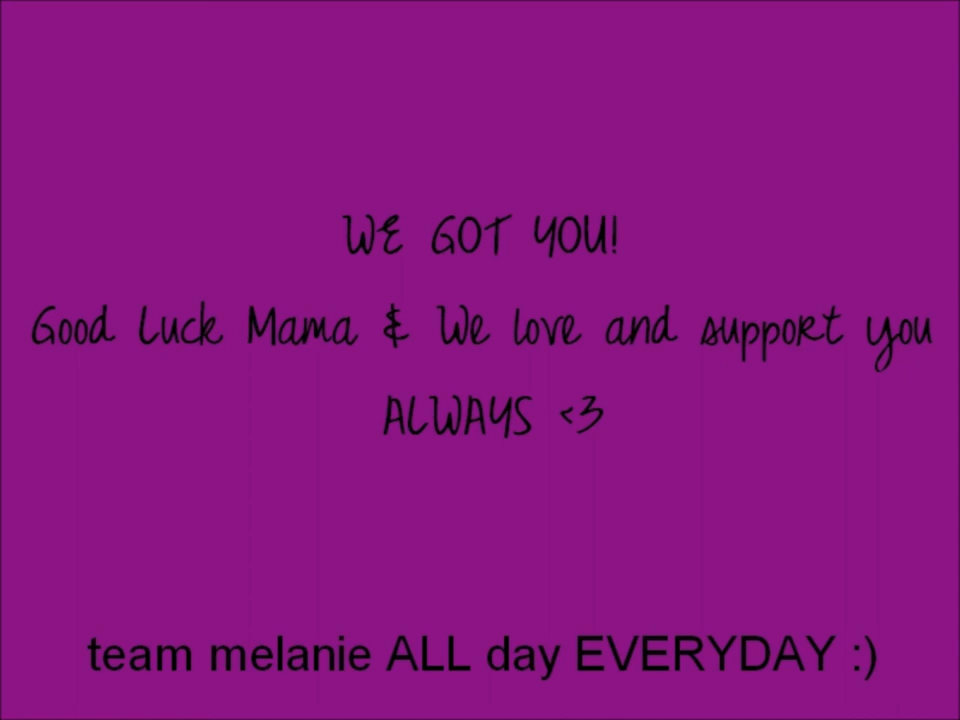 WE GOT YOU!
Good Luck Mama & We love and support you
ALWAYS <3
team melanie ALL day EVERYDAY :)